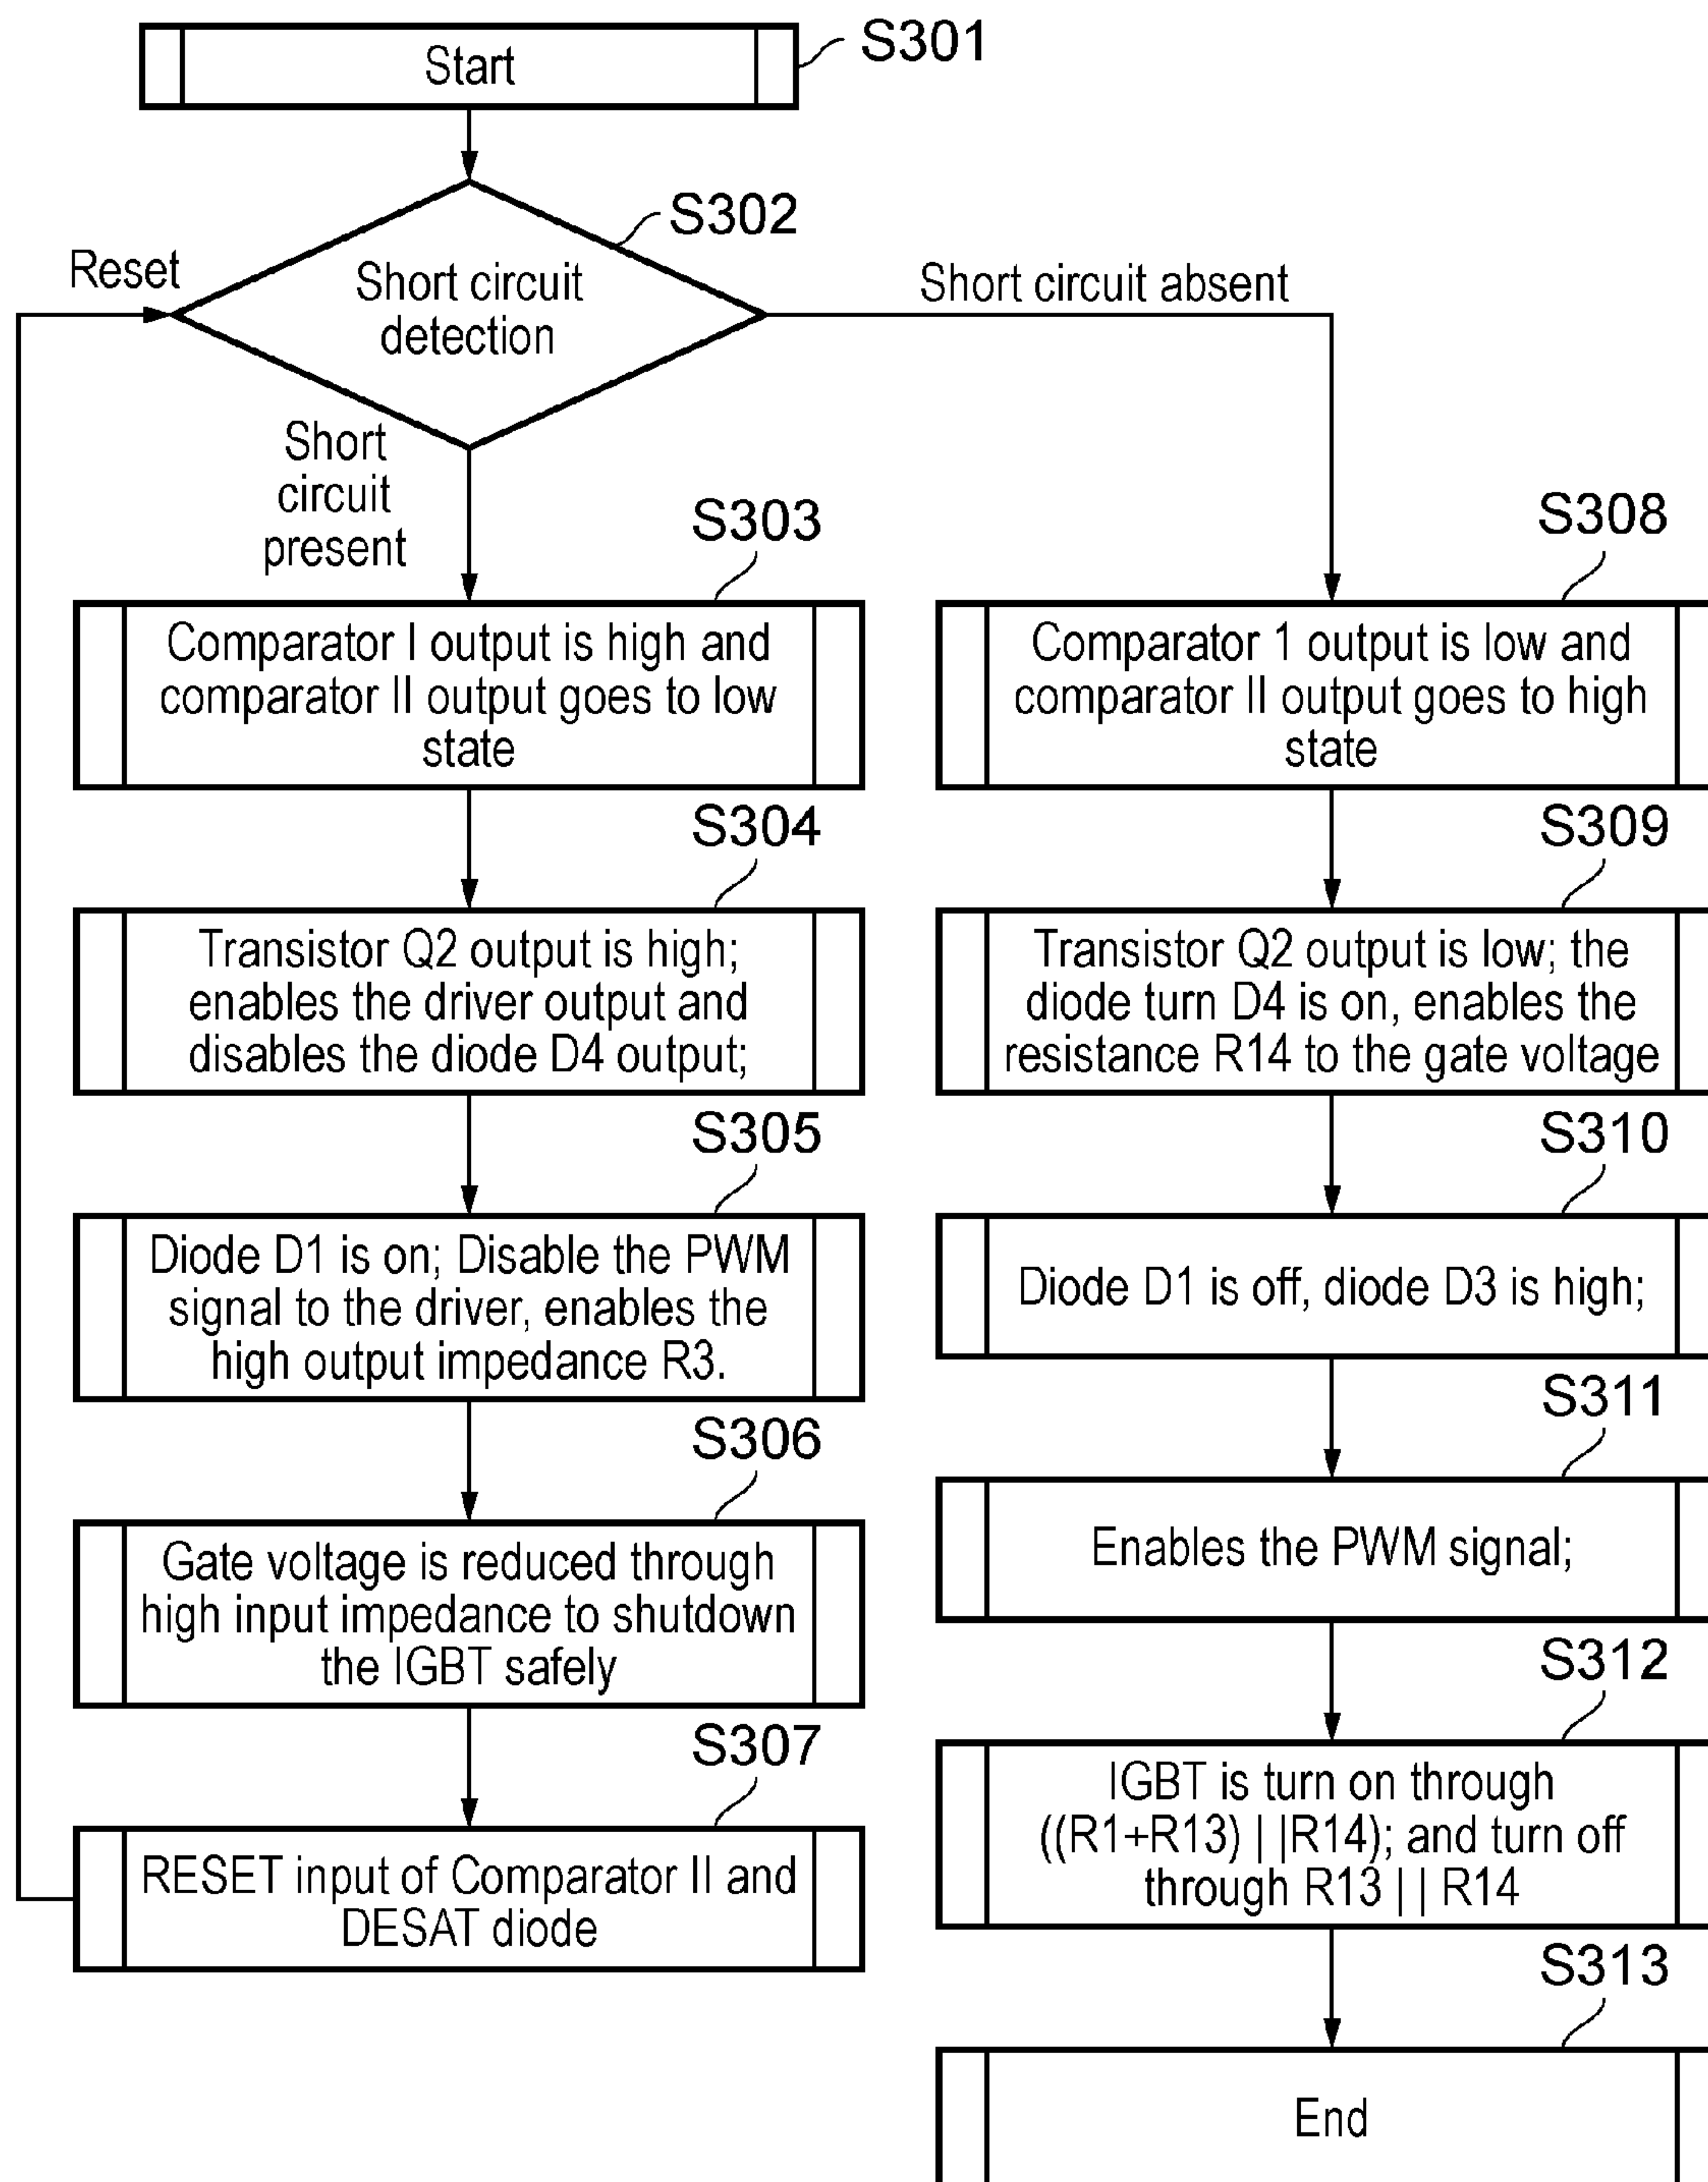 Start
S301
S302
Reset
Short circuit
detection
Short circuit absent
Short
circuit
present
S303
Comparator I output is high and
comparator II output goes to low
state
S304
Transistor Q2 output is high;
enables the driver output and
disables the diode D4 output;
S305
Diode D1 is on; Disable the PWM
signal to the driver, enables the
high output impedance R3.
S306
Gate voltage is reduced through
high input impedance to shutdown
the IGBT safely
S307
RESET input of Comparator II and
DESAT diode
S308
Comparator 1 output is low and
comparator II output goes to high
state
S309
Transistor Q2 output is low; the
diode turn D4 is on, enables the
resistance R14 to the gate voltage
S310
Diode D1 is off, diode D3 is high;
S311
Enables the PWM signal;
S312
IGBT is turn on through
((R1+R13) | |R14); and turn off
through R13 | | R14
S313
End